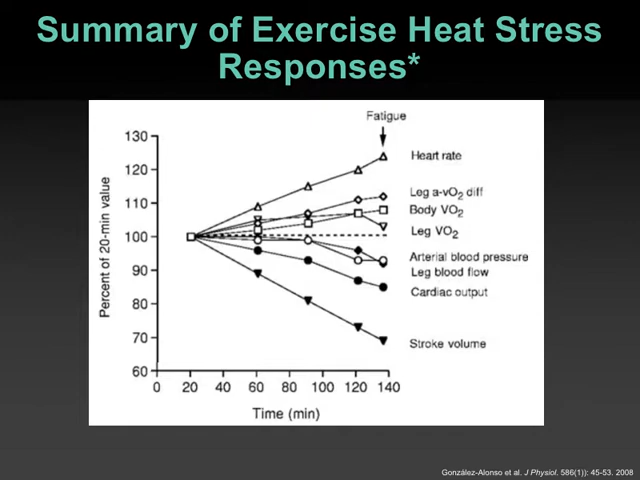 Summary of Exercise Heat Stress
Responses*
Fatigue
130
120
110
100
90
80
70
60
Percent of 20-min value
0
20
40
60
80
100
120
140
Time (min)
Heart rate
Leg a-vO₂ diff
Body VO₂
Leg VO₂
Arterial blood pressure
Leg blood flow
Cardiac output
Stroke volume
González-Alonso et al. J Physiol. 586(1)): 45-53. 2008